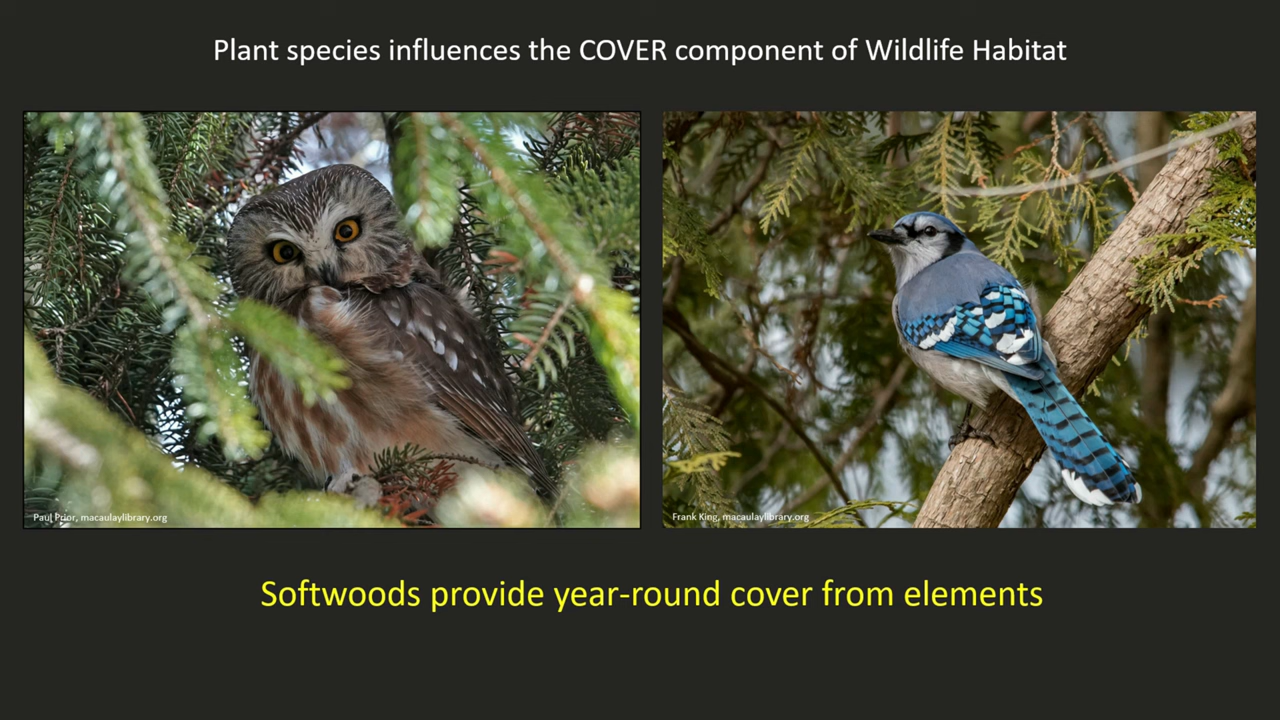 Plant species influences the COVER component of Wildlife Habitat
Paul Prior, macaulaylibrary.org
Frank King, macaulaylibrary.org
Softwoods provide year-round cover from elements